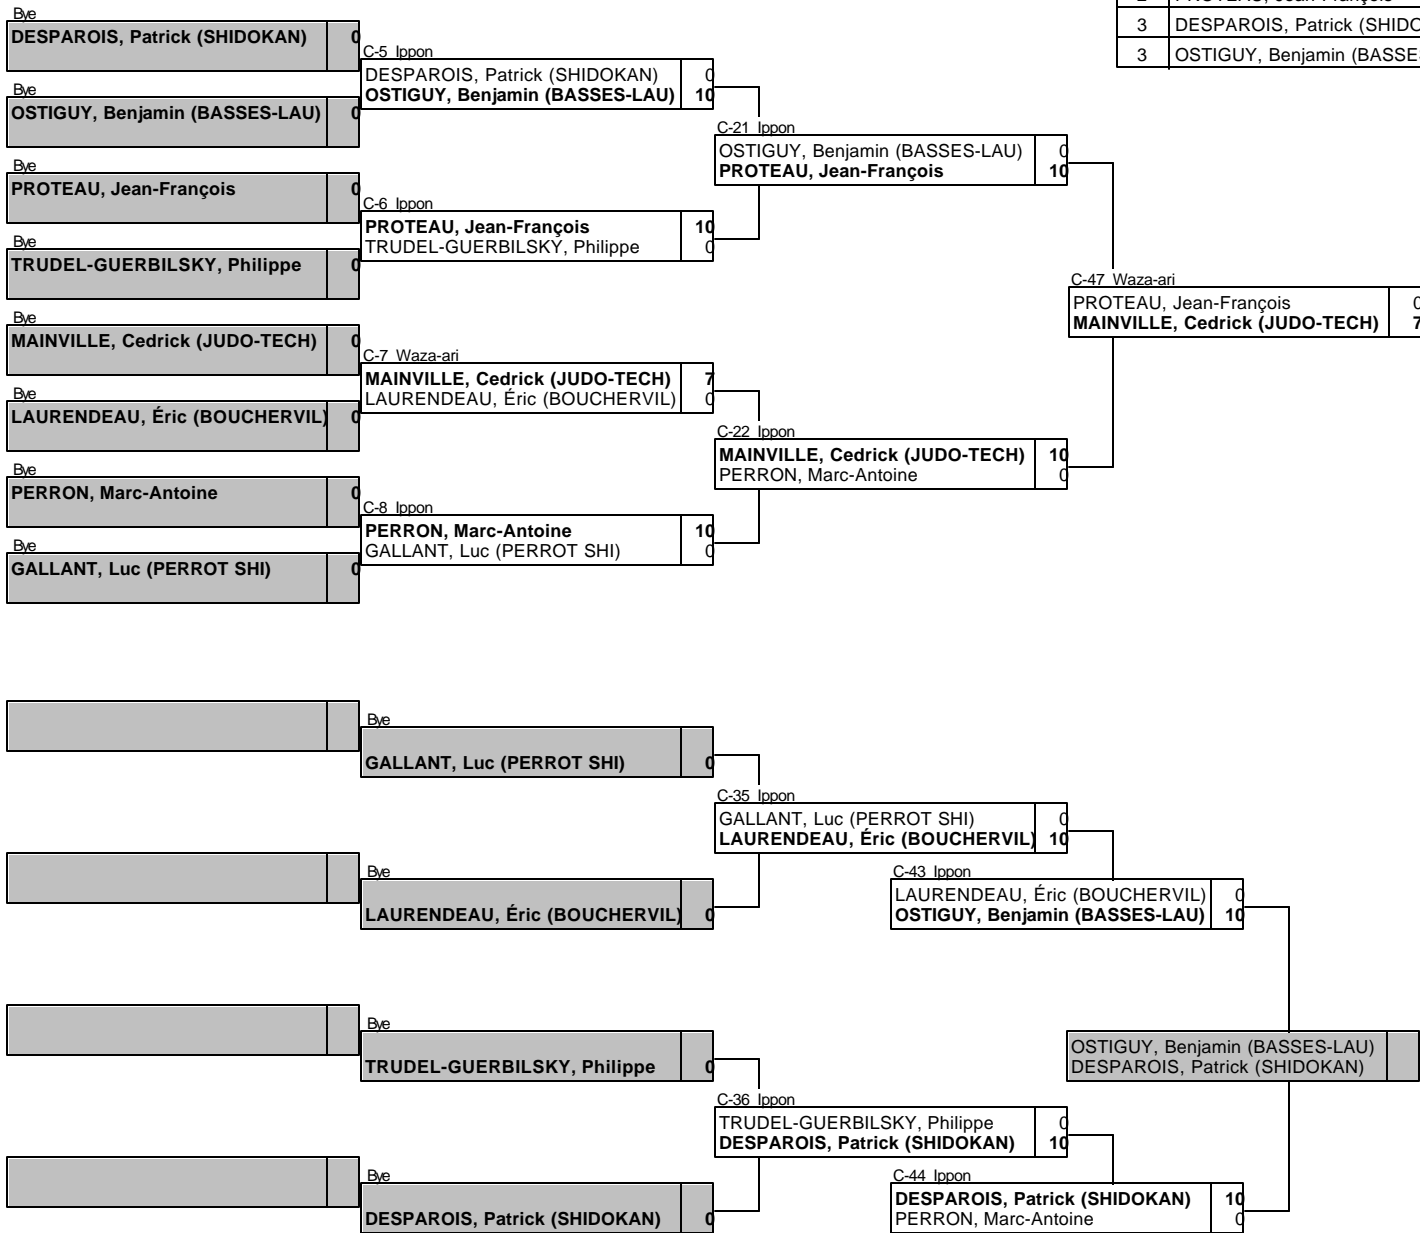 2 PROTEAU, Jean-François
3 DESPAROIS, Patrick (SHIDO
3 OSTIGUY, Benjamin (BASSE
Bye
DESPAROIS, Patrick (SHIDOKAN) 0
Bye
OSTIGUY, Benjamin (BASSES-LAU) 0
Bye
PROTEAU, Jean-François 0
Bye
TRUDEL-GUERBILSKY, Philippe 0
Bye
MAINVILLE, Cedrick (JUDO-TECH) 0
Bye
LAURENDEAU, Éric (BOUCHERVIL) 0
Bye
PERRON, Marc-Antoine 0
Bye
GALLANT, Luc (PERROT SHI) 0
C-5 Ippon
DESPAROIS, Patrick (SHIDOKAN) 0
OSTIGUY, Benjamin (BASSES-LAU) 10
C-6 Ippon
PROTEAU, Jean-François 10
TRUDEL-GUERBILSKY, Philippe 0
C-7 Waza-ari
MAINVILLE, Cedrick (JUDO-TECH) 7
LAURENDEAU, Éric (BOUCHERVIL) 0
C-8 Ippon
PERRON, Marc-Antoine 10
GALLANT, Luc (PERROT SHI) 0
C-21 Ippon
OSTIGUY, Benjamin (BASSES-LAU) 0
PROTEAU, Jean-François 10
C-22 Ippon
MAINVILLE, Cedrick (JUDO-TECH) 10
PERRON, Marc-Antoine 0
C-47 Waza-ari
PROTEAU, Jean-François 0
MAINVILLE, Cedrick (JUDO-TECH) 7
Bye
GALLANT, Luc (PERROT SHI) 0
Bye
LAURENDEAU, Éric (BOUCHERVIL) 0
Bye
TRUDEL-GUERBILSKY, Philippe 0
Bye
DESPAROIS, Patrick (SHIDOKAN) 0
C-35 Ippon
GALLANT, Luc (PERROT SHI) 0
LAURENDEAU, Éric (BOUCHERVIL) 10
C-36 Ippon
TRUDEL-GUERBILSKY, Philippe 0
DESPAROIS, Patrick (SHIDOKAN) 10
C-43 Ippon
LAURENDEAU, Éric (BOUCHERVIL) 0
OSTIGUY, Benjamin (BASSES-LAU) 10
C-44 Ippon
DESPAROIS, Patrick (SHIDOKAN) 10
PERRON, Marc-Antoine 0
OSTIGUY, Benjamin (BASSES-LAU)
DESPAROIS, Patrick (SHIDOKAN)